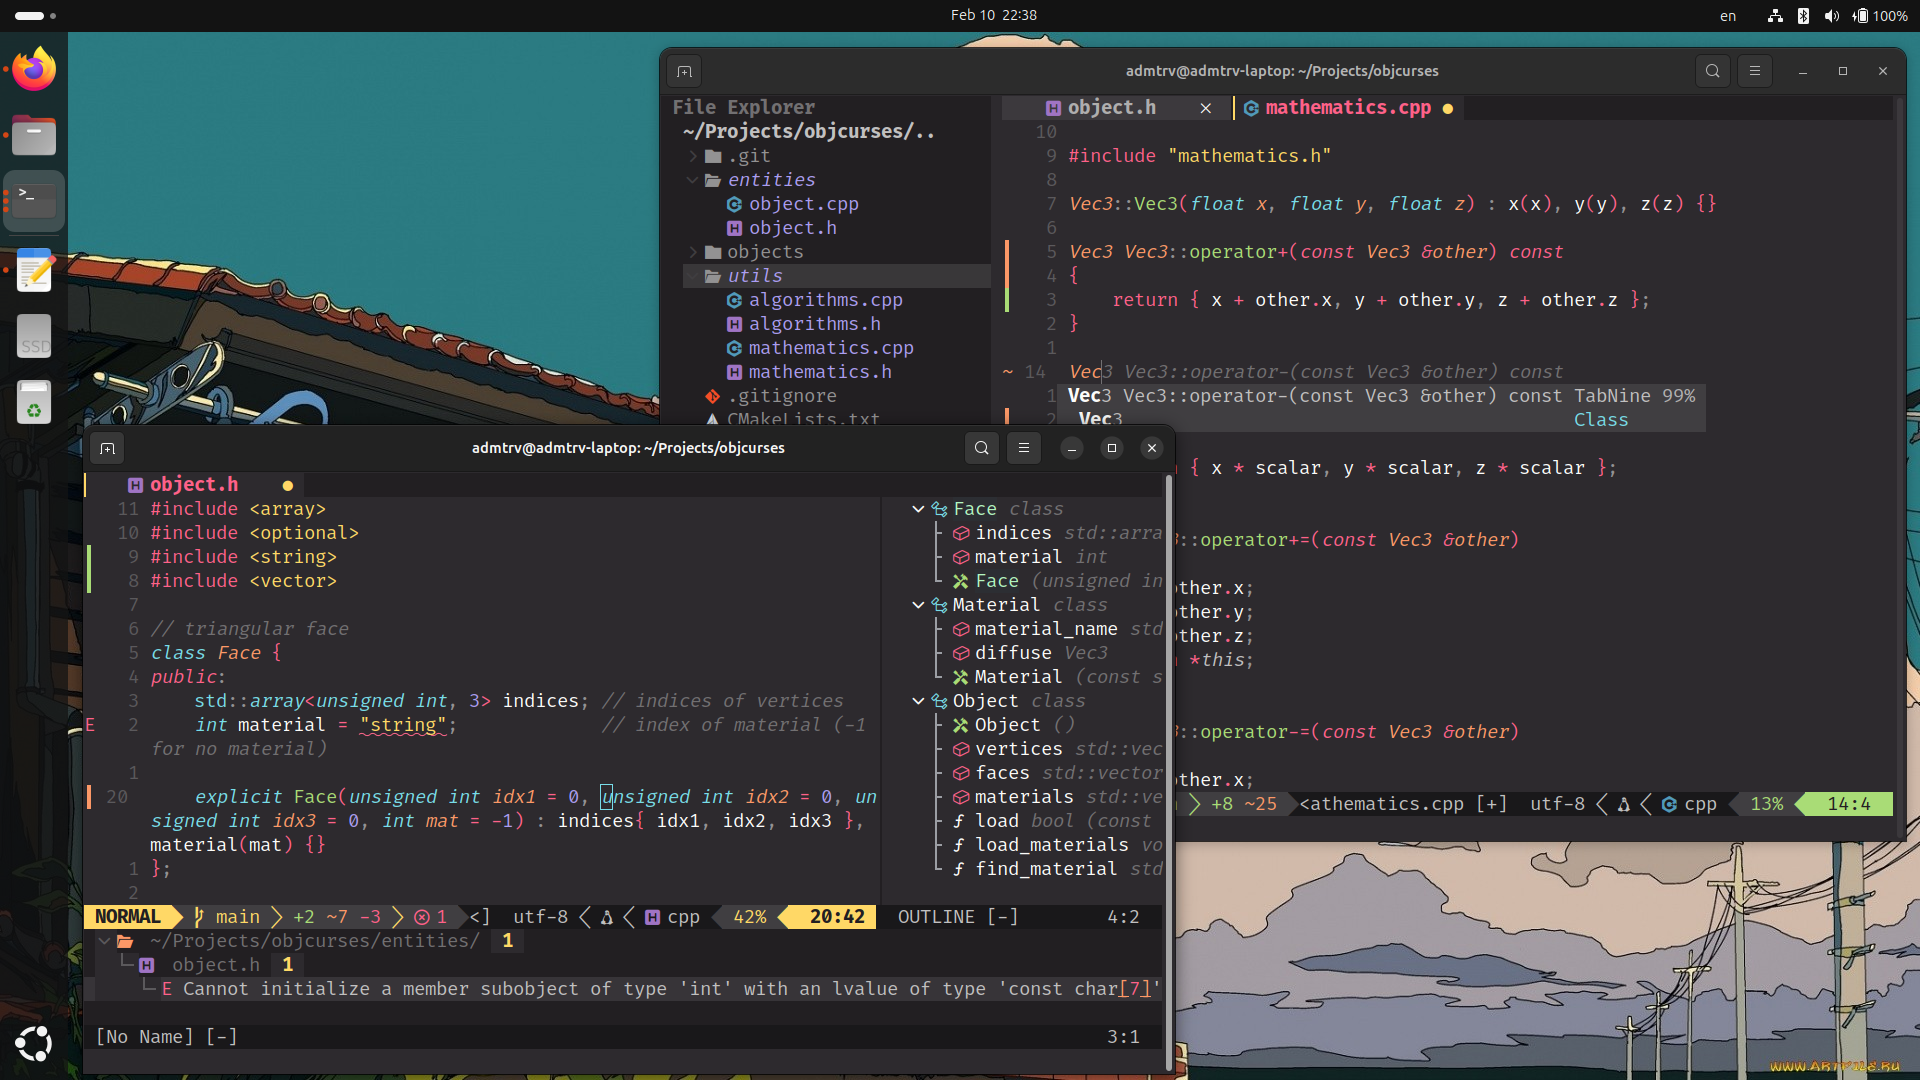 Feb 10 22:38
en
100%
SSD
admtrv@admtrv-laptop: ~/Projects/objcurses
File Explorer
~/Projects/objcurses/..
.git
entities
object.cpp
object.h
objects
utils
algorithms.cpp
algorithms.h
mathematics.cpp
mathematics.h
.gitignore
CMakeLists.txt
object.h
mathematics.cpp
10
9 #include "mathematics.h"
8
7 Vec3::Vec3(float x, float y, float z) : x(x), y(y), z(z) {}
6
5 Vec3 Vec3::operator+(const Vec3 &other) const
4 {
3 return { x + other.x, y + other.y, z + other.z };
2 }
1
~ 14 Vec3 Vec3::operator-(const Vec3 &other) const
1 Vec3 Vec3::operator-(const Vec3 &other) const TabNine 99%
2 Vec3 Class
{ x * scalar, y * scalar, z * scalar };
::operator+=(const Vec3 &other)
other.x;
other.y;
other.z;
*this;
::operator-=(const Vec3 &other)
other.x;
+8 ~25 <athematics.cpp [+] utf-8 cpp 13% 14:4
admtrv@admtrv-laptop: ~/Projects/objcurses
object.h
11 #include <array>
10 #include <optional>
9 #include <string>
8 #include <vector>
7
6 // triangular face
5 class Face {
4 public:
3 std::array<unsigned int, 3> indices; // indices of vertices
E 2 int material = "string"; // index of material (-1
for no material)
1
20 explicit Face(unsigned int idx1 = 0, unsigned int idx2 = 0, un
signed int idx3 = 0, int mat = -1) : indices{ idx1, idx2, idx3 },
material(mat) {}
1 };
2
Face class
indices std::arra
material int
Face (unsigned in
Material class
material_name std
diffuse Vec3
Material (const s
Object class
Object ()
vertices std::vec
faces std::vector
materials std::ve
load bool (const
load_materials vo
find_material std
NORMAL main +2 ~7 -3 1 <] utf-8 cpp 42% 20:42
OUTLINE [-] 4:2
~/Projects/objcurses/entities/ 1
object.h 1
E Cannot initialize a member subobject of type 'int' with an lvalue of type 'const char[7]'
[No Name] [-] 3:1
WWW.ARTFILE.RU